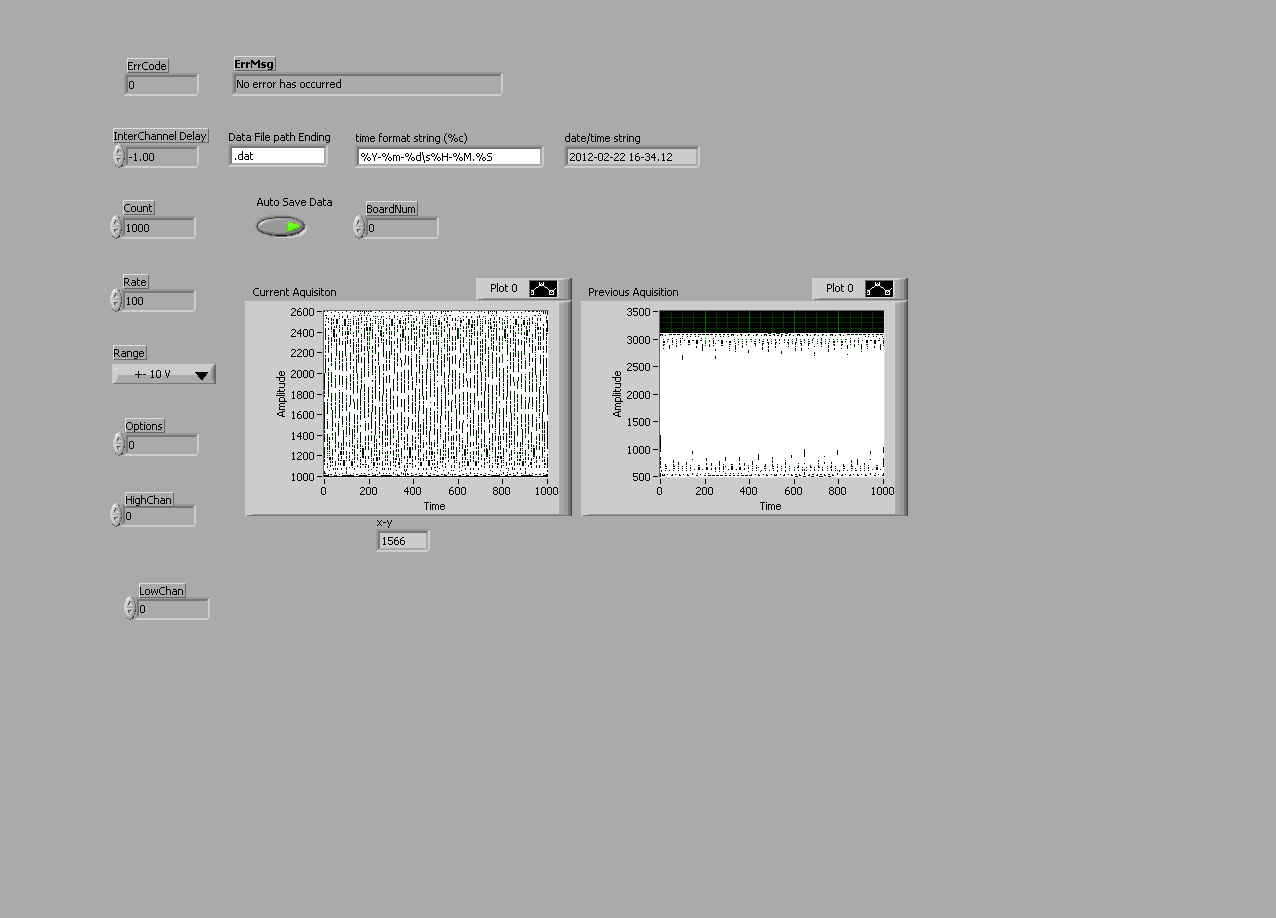 ErrCode
0
ErrMsg
No error has occurred
InterChannel Delay
-1.00
Data File path Ending
.dat
time format string (%c)
%Y-%m-%d\s%H-%M.%S
date/time string
2012-02-22 16-34.12
Count
1000
Auto Save Data
BoardNum
0
Rate
100
Range
+- 10 V
Options
0
HighChan
0
LowChan
0
Current Aquisiton
Plot 0
Amplitude
2600
2400
2200
2000
1800
1600
1400
1200
1000
0 200 400 600 800 1000
Time
x-y
1566
Previous Aquisition
Plot 0
Amplitude
3500
3000
2500
2000
1500
1000
500
0 200 400 600 800 1000
Time